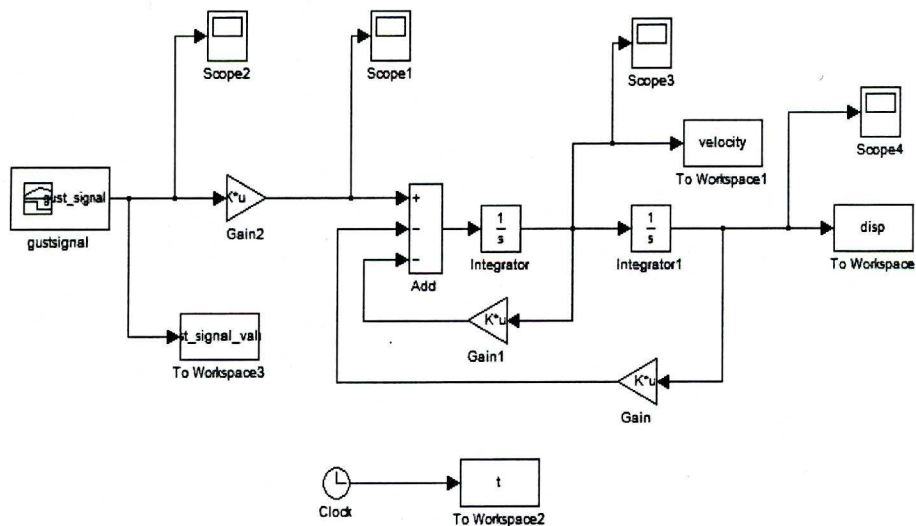 Scope2
Scope1
Scope3
Scope4
velocity
To Workspace1
gust_signal
gustsignal
K*u
Gain2
+
−
−
Add
1
s
Integrator
1
s
Integrator1
disp
To Workspace
st_signal_valu
To Workspace3
K*u
Gain1
K*u
Gain
Clock
t
To Workspace2